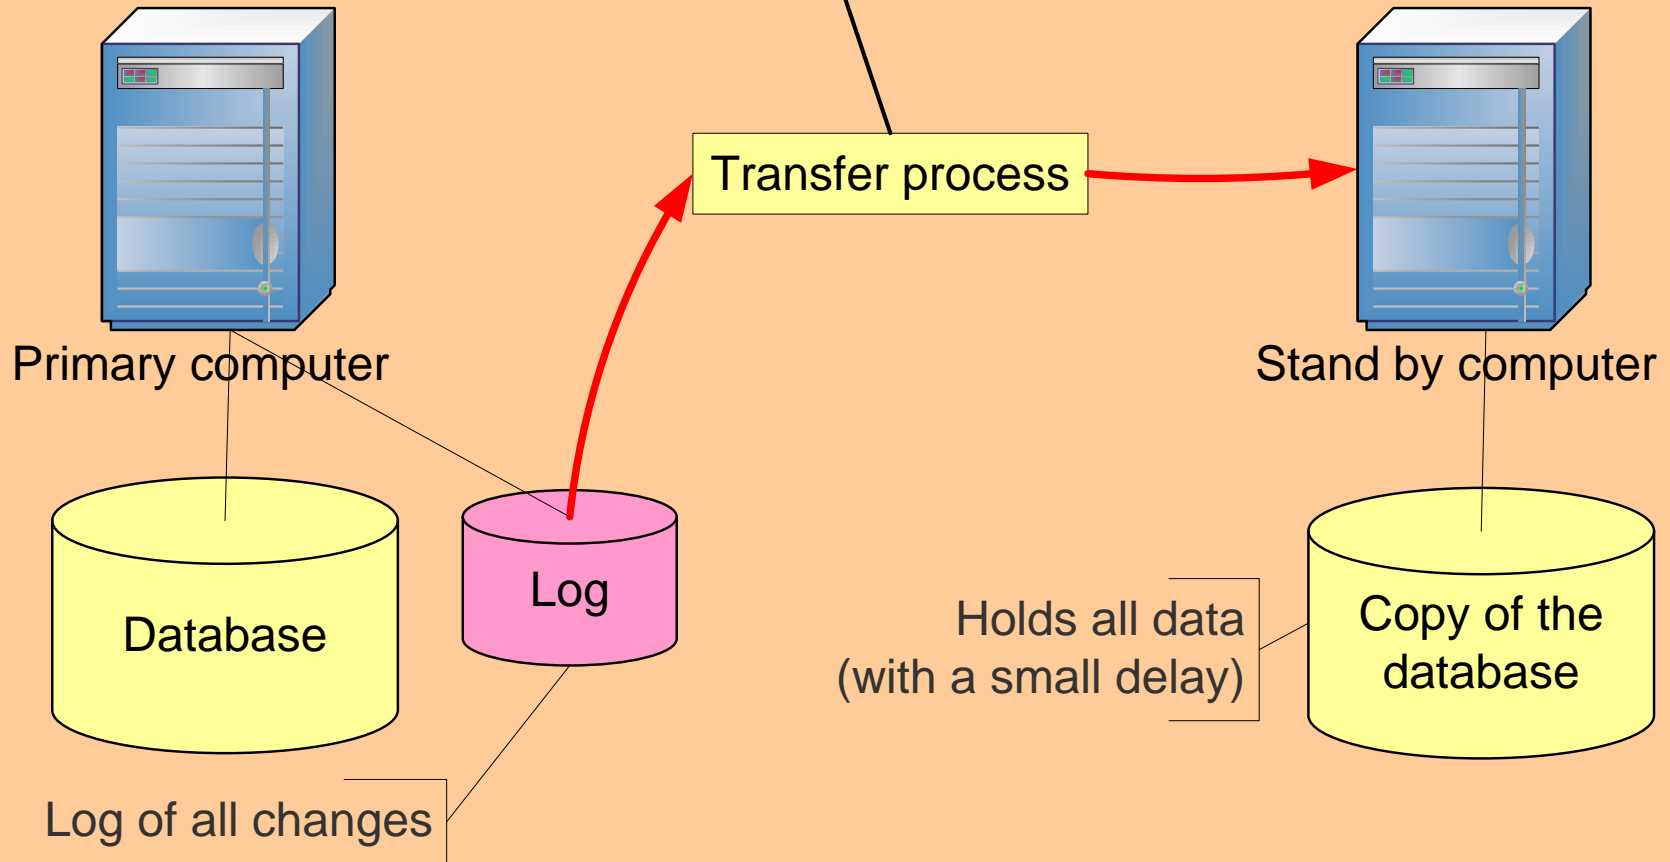 Transfer process
Primary computer
Stand by computer
Database
Log
Holds all data
(with a small delay)
Copy of the
database
Log of all changes